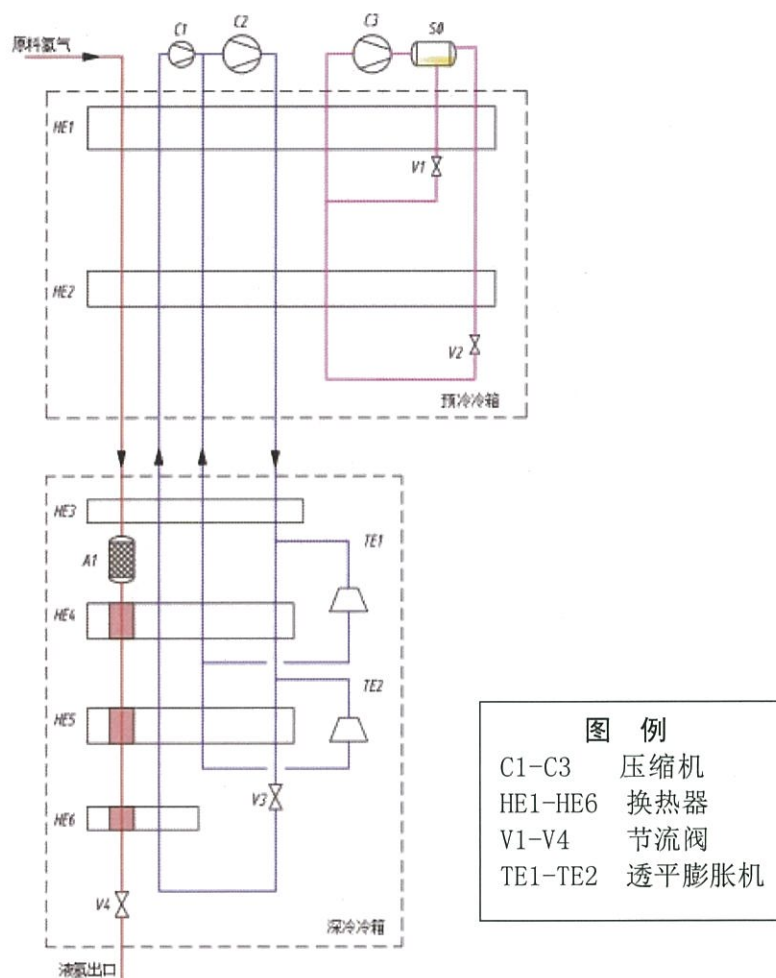 C1
C2
C3
S0
原料氢气
HE1
V1
HE2
V2
预冷冷箱
HE3
TE1
A1
HE4
TE2
HE5
V3
HE6
V4
深冷冷箱
液氢出口
图 例
C1-C3 压缩机
HE1-HE6 换热器
V1-V4 节流阀
TE1-TE2 透平膨胀机